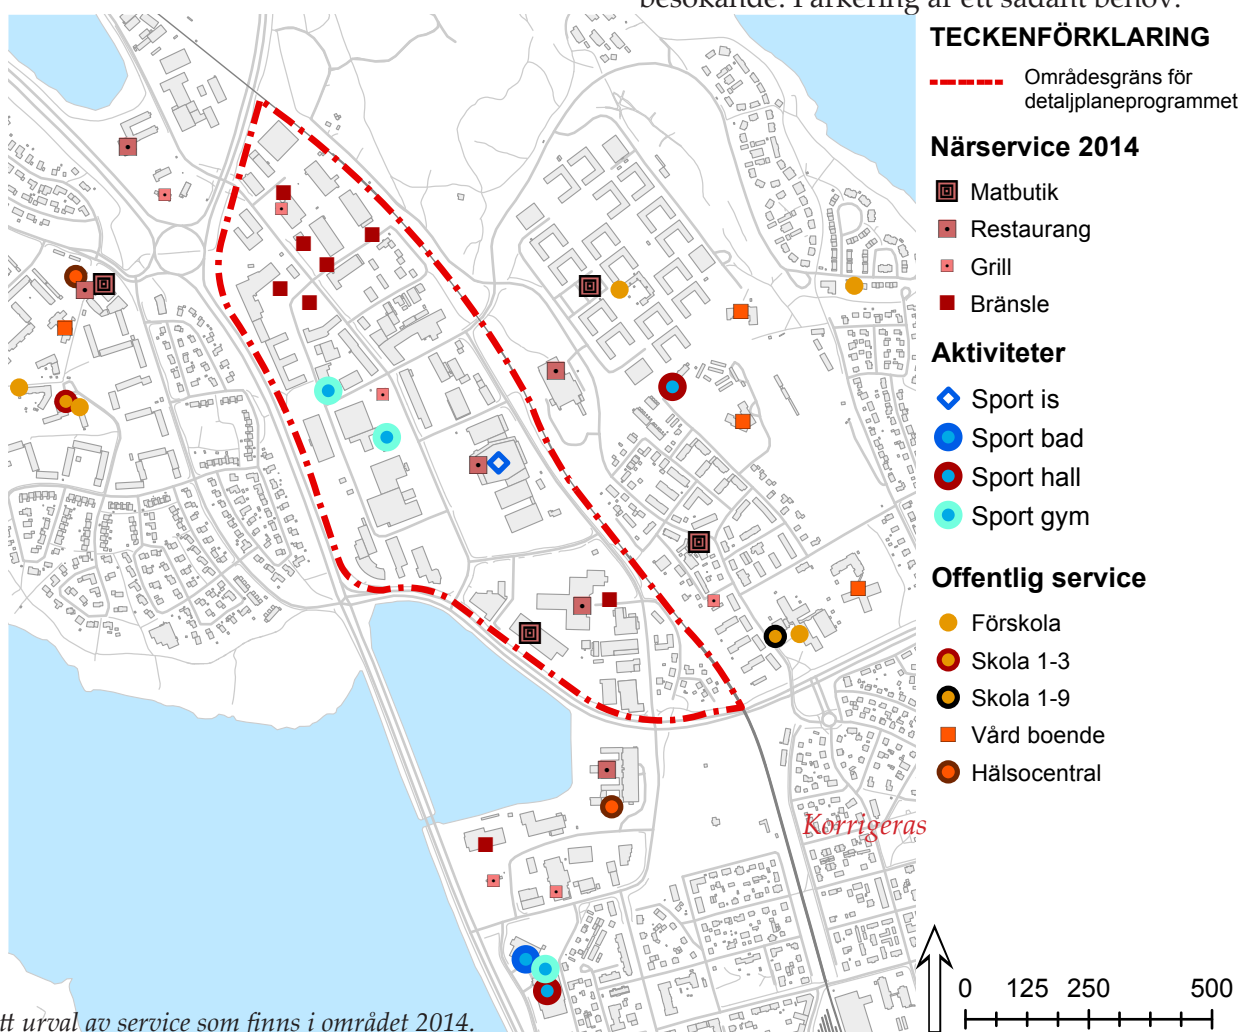 besökande. Parkering är ett sådant behov.
TECKENFÖRKLARING
Områdesgräns för
detaljplaneprogrammet
Närservice 2014
Matbutik
Restaurang
Grill
Bränsle
Aktiviteter
Sport is
Sport bad
Sport hall
Sport gym
Offentlig service
Förskola
Skola 1-3
Skola 1-9
Vård boende
Hälsocentral
Korrigeras
0 125 250 500
tt urval av service som finns i området 2014.